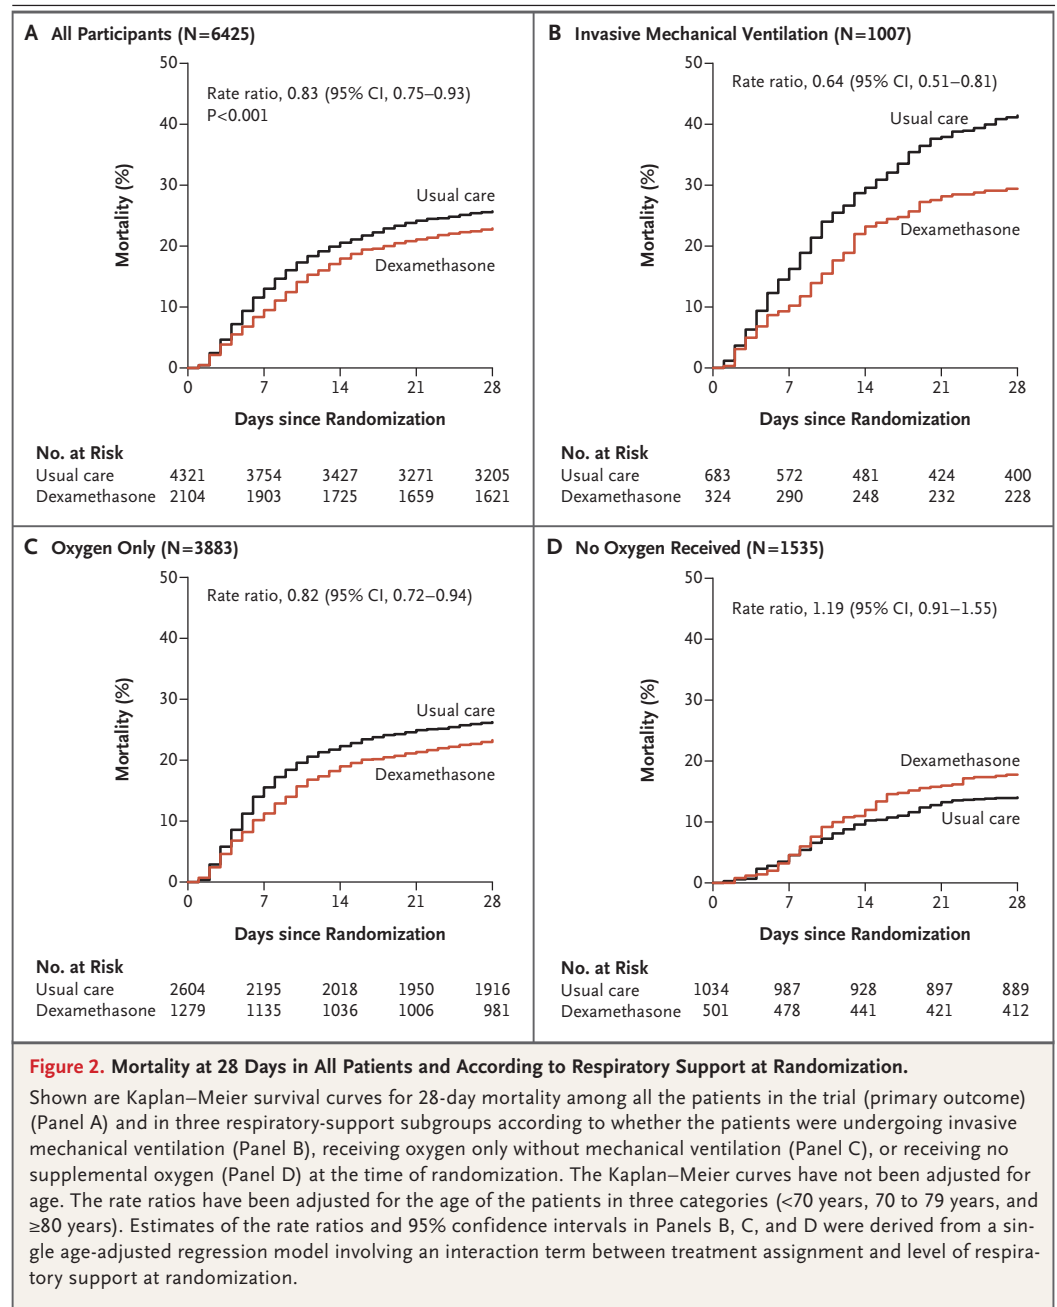 A All Participants (N=6425)
50
40
30
20
10
0
Mortality (%)
Rate ratio, 0.83 (95% CI, 0.75–0.93)
P<0.001
Usual care
Dexamethasone
0 7 14 21 28
Days since Randomization
No. at Risk
Usual care 4321 3754 3427 3271 3205
Dexamethasone 2104 1903 1725 1659 1621
B Invasive Mechanical Ventilation (N=1007)
50
40
30
20
10
0
Mortality (%)
Rate ratio, 0.64 (95% CI, 0.51–0.81)
Usual care
Dexamethasone
0 7 14 21 28
Days since Randomization
No. at Risk
Usual care 683 572 481 424 400
Dexamethasone 324 290 248 232 228
C Oxygen Only (N=3883)
50
40
30
20
10
0
Mortality (%)
Rate ratio, 0.82 (95% CI, 0.72–0.94)
Usual care
Dexamethasone
0 7 14 21 28
Days since Randomization
No. at Risk
Usual care 2604 2195 2018 1950 1916
Dexamethasone 1279 1135 1036 1006 981
D No Oxygen Received (N=1535)
50
40
30
20
10
0
Mortality (%)
Rate ratio, 1.19 (95% CI, 0.91–1.55)
Dexamethasone
Usual care
0 7 14 21 28
Days since Randomization
No. at Risk
Usual care 1034 987 928 897 889
Dexamethasone 501 478 441 421 412
Figure 2. Mortality at 28 Days in All Patients and According to Respiratory Support at Randomization.
Shown are Kaplan–Meier survival curves for 28-day mortality among all the patients in the trial (primary outcome)
(Panel A) and in three respiratory-support subgroups according to whether the patients were undergoing invasive
mechanical ventilation (Panel B), receiving oxygen only without mechanical ventilation (Panel C), or receiving no
supplemental oxygen (Panel D) at the time of randomization. The Kaplan–Meier curves have not been adjusted for
age. The rate ratios have been adjusted for the age of the patients in three categories (<70 years, 70 to 79 years, and
≥80 years). Estimates of the rate ratios and 95% confidence intervals in Panels B, C, and D were derived from a sin-
gle age-adjusted regression model involving an interaction term between treatment assignment and level of respira-
tory support at randomization.